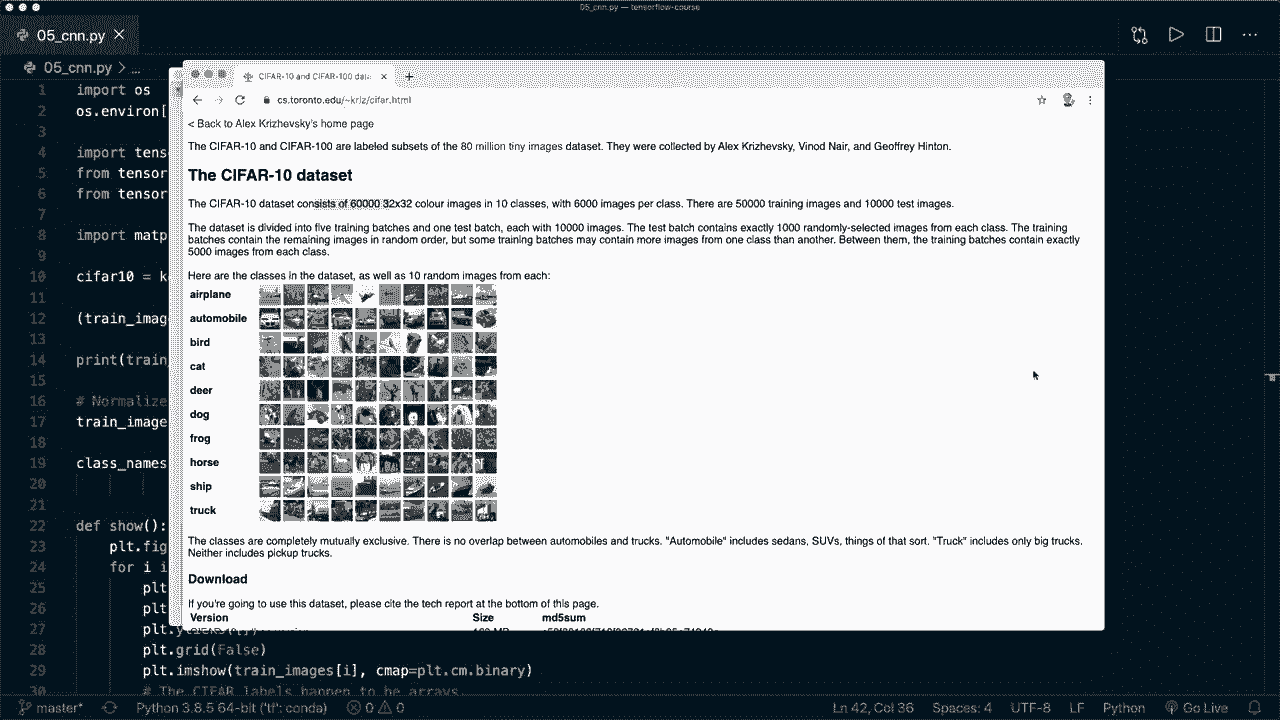 05_cnn.py — tensorflow-course
05_cnn.py
05_cnn.py > ...
1 import os
2 os.environ[
3
4 import tens
5 from tensor
6 from tensor
7
8 import matp
9
10 cifar10 = k
11
12 (train_imag
13
14 print(train
15
16 # Normalize
17 train_image
18
19 class_names
20
21
22 def show():
23 plt.fig
24 for i i
25 plt
26 plt
27 plt.
28 plt.grid(False)
29 plt.imshow(train_images[i], cmap=plt.cm.binary)
30 # The CIFAR labels happen to be arrays
CIFAR-10 and CIFAR-100 data
cs.toronto.edu/~kriz/cifar.html
< Back to Alex Krizhevsky's home page
The CIFAR-10 and CIFAR-100 are labeled subsets of the 80 million tiny images dataset. They were collected by Alex Krizhevsky, Vinod Nair, and Geoffrey Hinton.
The CIFAR-10 dataset
The CIFAR-10 dataset consists of 60000 32x32 colour images in 10 classes, with 6000 images per class. There are 50000 training images and 10000 test images.
The dataset is divided into five training batches and one test batch, each with 10000 images. The test batch contains exactly 1000 randomly-selected images from each class. The training
batches contain the remaining images in random order, but some training batches may contain more images from one class than another. Between them, the training batches contain exactly
5000 images from each class.
Here are the classes in the dataset, as well as 10 random images from each:
airplane
automobile
bird
cat
deer
dog
frog
horse
ship
truck
The classes are completely mutually exclusive. There is no overlap between automobiles and trucks. "Automobile" includes sedans, SUVs, things of that sort. "Truck" includes only big trucks.
Neither includes pickup trucks.
Download
If you're going to use this dataset, please cite the tech report at the bottom of this page.
Version Size md5sum
master* Python 3.8.5 64-bit ('tf': conda) 0 0 Ln 42, Col 36 Spaces: 4 UTF-8 LF Python Go Live